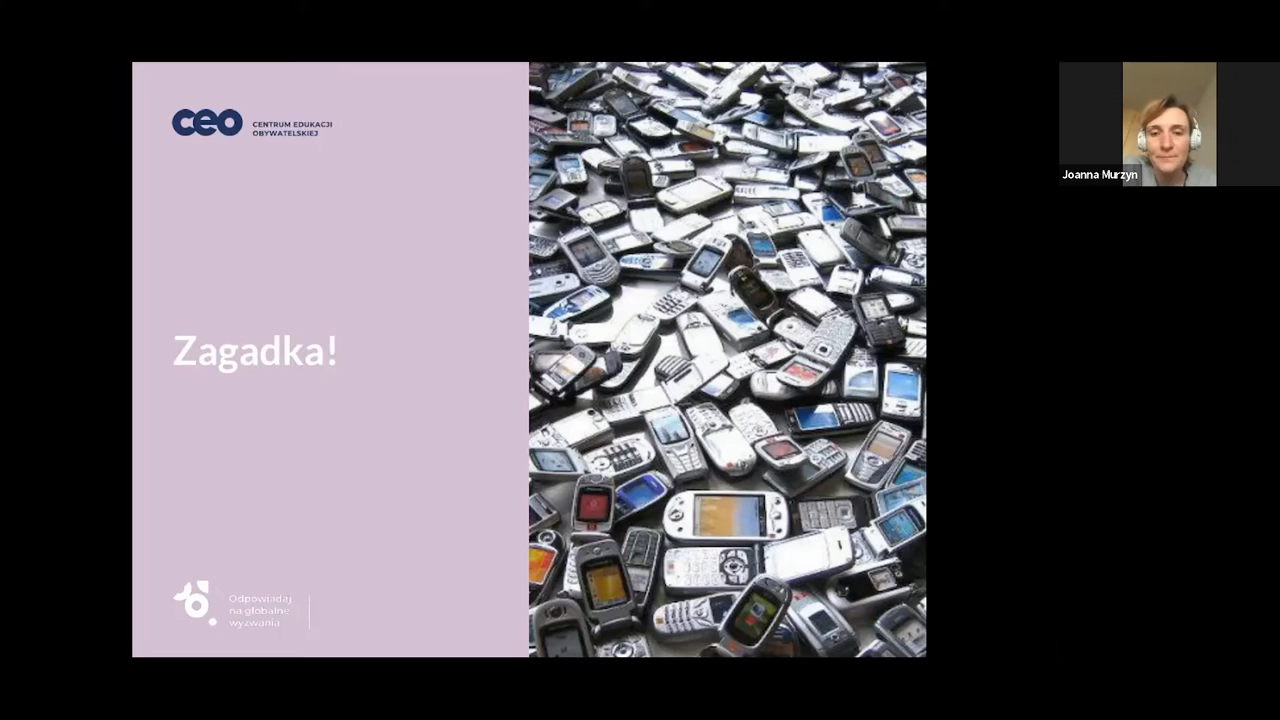 ceo
CENTRUM EDUKACJI
OBYWATELSKIEJ
Zagadka!
Odpowiadaj
na globalne
wyzwania
Joanna Murzyn